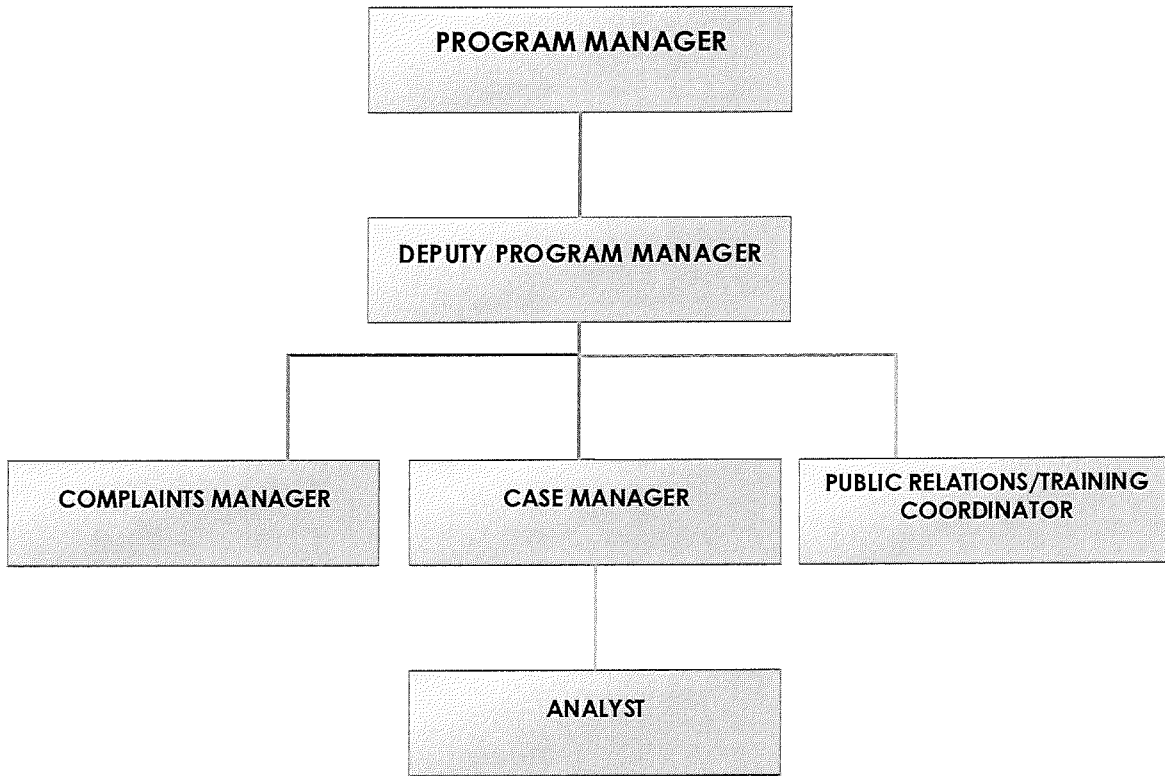 PROGRAM MANAGER
DEPUTY PROGRAM MANAGER
COMPLAINTS MANAGER
CASE MANAGER
PUBLIC RELATIONS/TRAINING
COORDINATOR
ANALYST